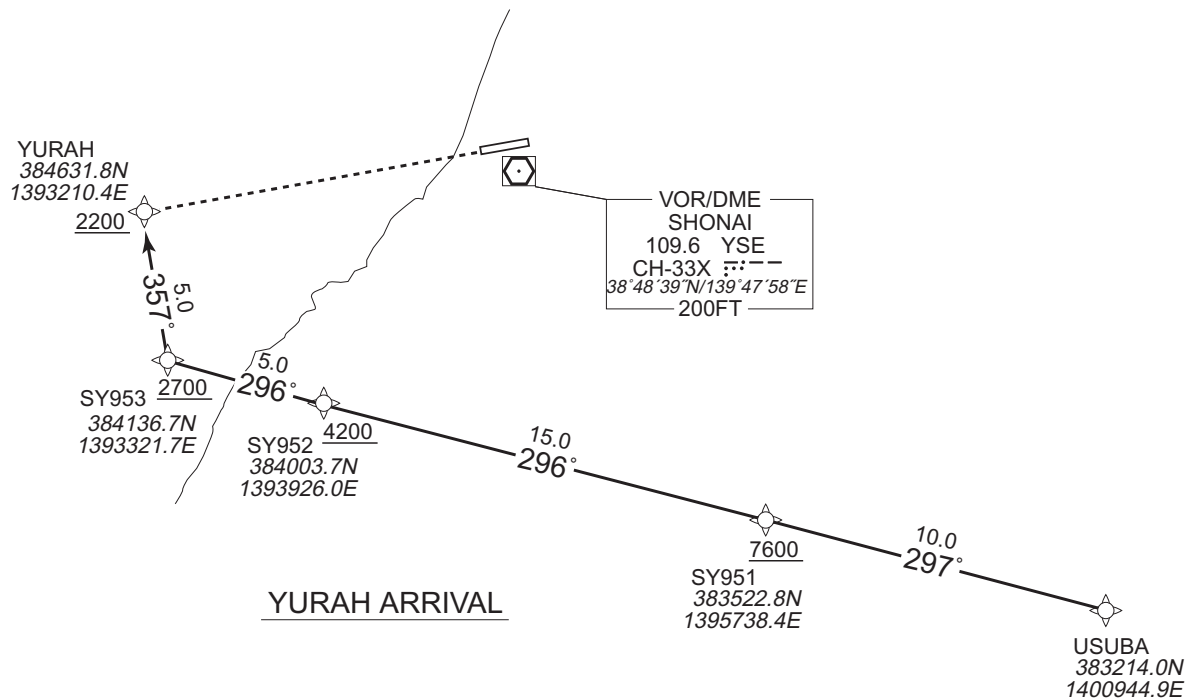 YURAH
384631.8N
1393210.4E
2200
VOR/DME
SHONAI
109.6 YSE
CH-33X
38°48´39˝N/139°47´58˝E
200FT
5.0
357°
5.0
296°
2700
SY953
384136.7N
1393321.7E
4200
SY952
384003.7N
1393926.0E
15.0
296°
7600
SY951
383522.8N
1395738.4E
10.0
297°
YURAH ARRIVAL
USUBA
383214.0N
1400944.9E